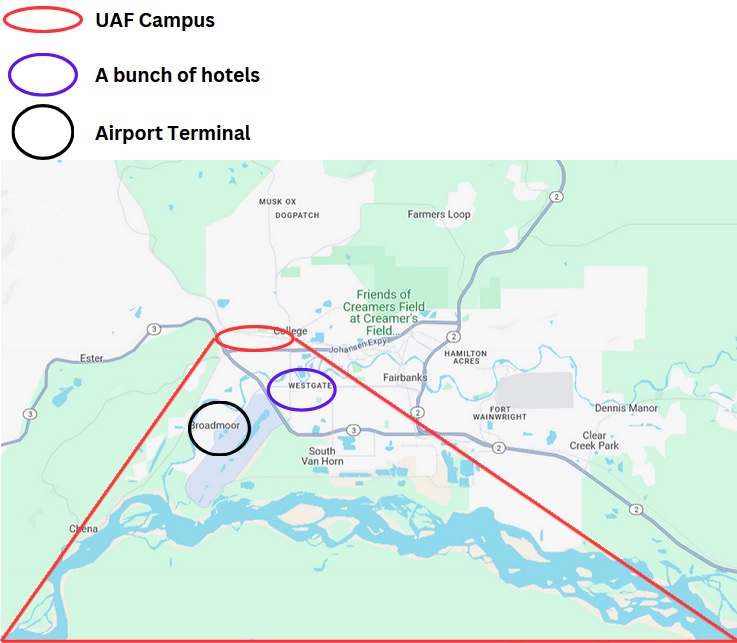 UAF Campus
A bunch of hotels
Airport Terminal
2
MUSK OX
DOGPATCH
Farmers Loop
Friends of
Creamers Field
at Creamer's
Field...
3
College
2
Johansen Expy
HAMILTON
ACRES
Ester
Fairbanks
WESTGATE
3
2
FORT
WAINWRIGHT
Dennis Manor
Broadmoor
3
Clear
Creek Park
2
South
Van Horn
2
Chena